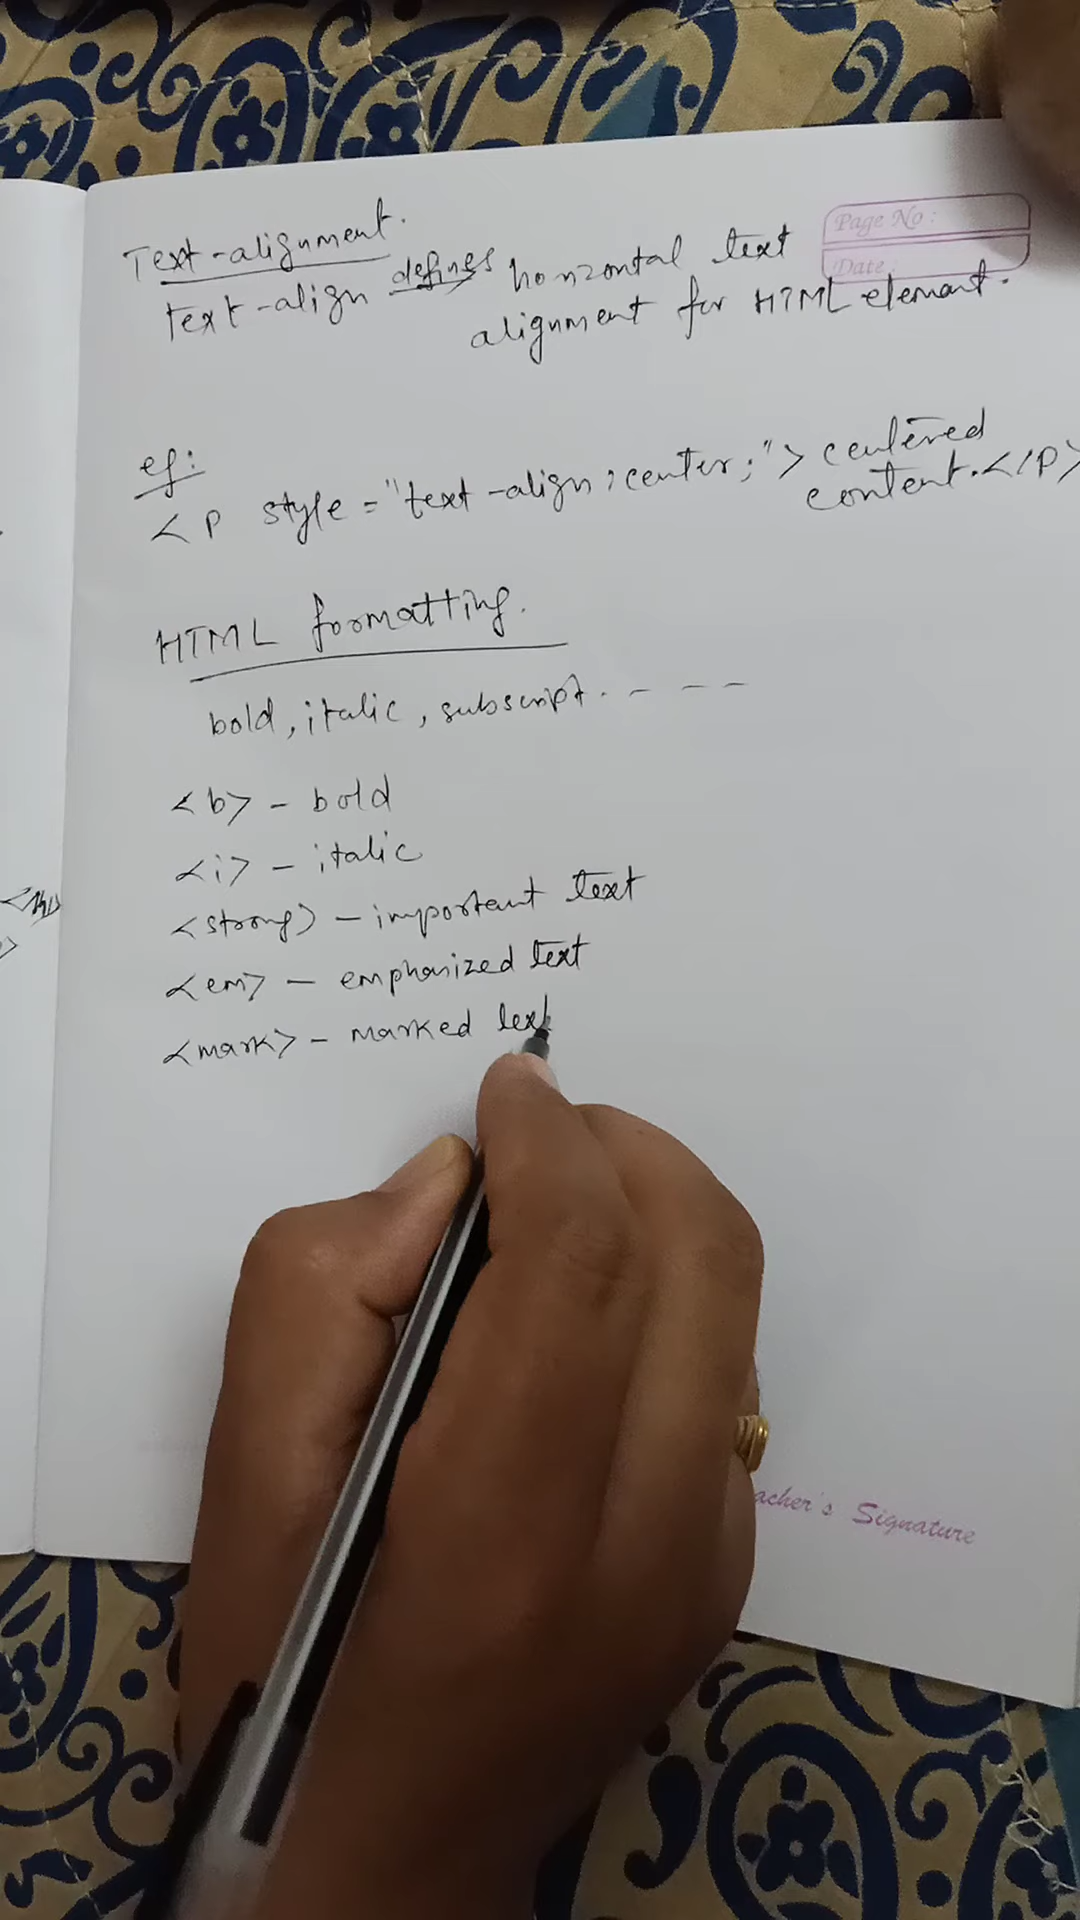 Page No :
Date :
Text-alignment.
text-align defines horizontal text
alignment for HTML element.
eg:
<p style="text-align:center;"> centered
content.</p>
HTML formatting.
bold, italic, subscript. - - -
<b> - bold
<i> - italic
<strong> - important text
<em> - emphasized text
<mark> - marked text
acher's Signature